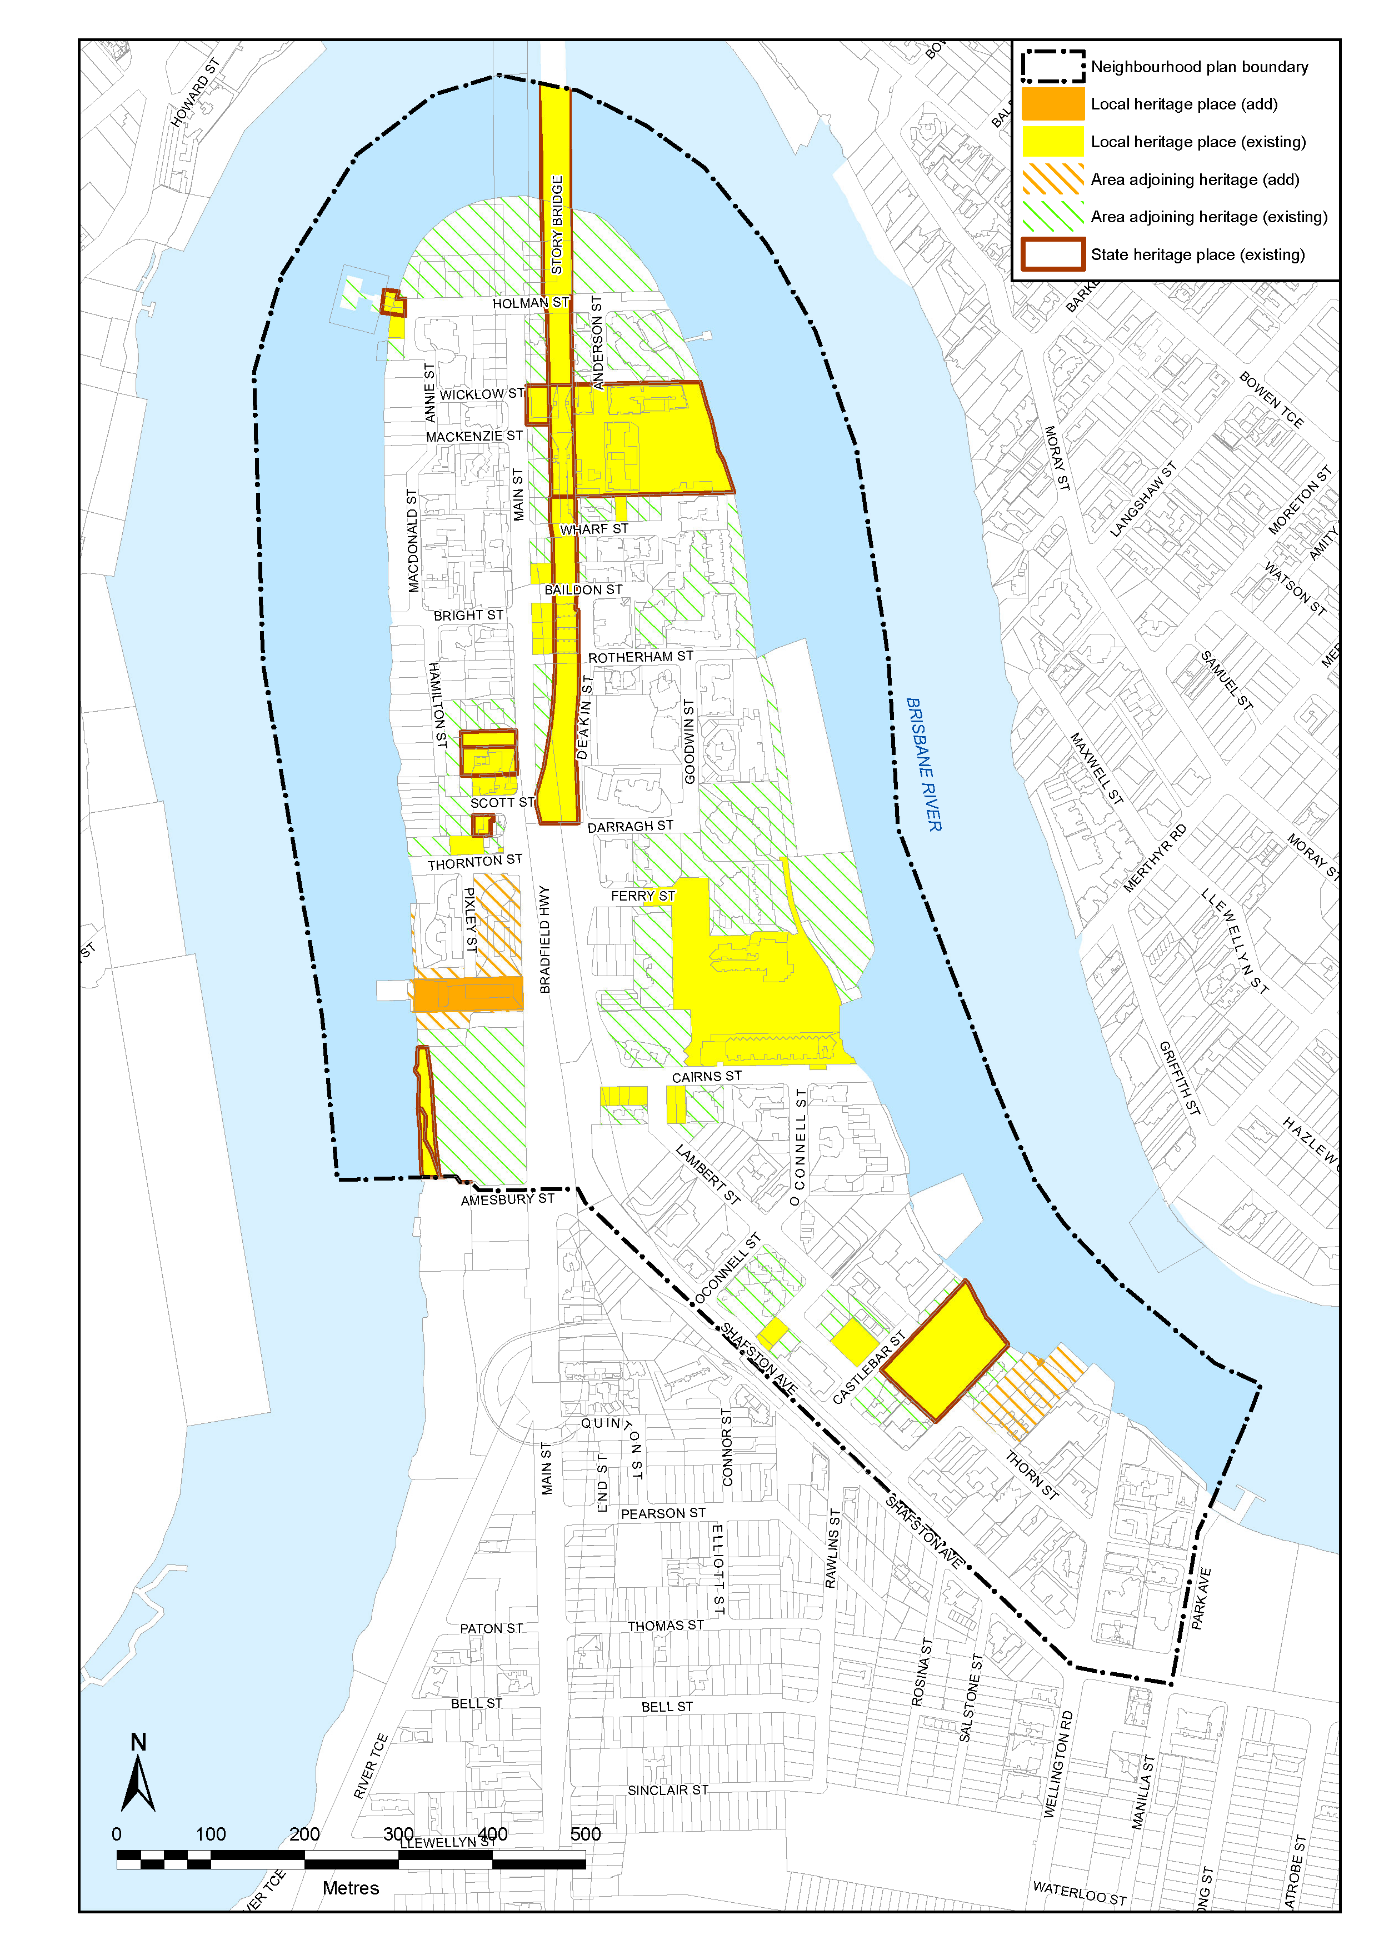 Neighbourhood plan boundary
Local heritage place (add)
Local heritage place (existing)
Area adjoining heritage (add)
Area adjoining heritage (existing)
State heritage place (existing)
HOWARD ST
STORY BRIDGE
HOLMAN ST
ANDERSON ST
ANNIE ST
WICKLOW ST
MACKENZIE ST
MAIN ST
MACDONALD ST
WHARF ST
BAILDON ST
BRIGHT ST
ROTHERHAM ST
HAMILTON ST
DEAKIN ST
GOODWIN ST
SCOTT ST
DARRAGH ST
THORNTON ST
FERRY ST
PIXLEY ST
BRADFIELD HWY
CAIRNS ST
OCONNELL ST
LAMBERT ST
AMESBURY ST
OCONNELL ST
SHAFSTON AVE
CASTLEBAR ST
THORN ST
SHAFSTON AVE
PARK AVE
BRISBANE RIVER
BOWEN TCE
MORAY ST
LANGSHAW ST
MORETON ST
AMITY
WATSON ST
SAMUEL ST
MAXWELL ST
MERTHYR RD
MORAY ST
LLEWELLYN ST
GRIFFITH ST
QUINTON ST
MAIN ST
CONNOR ST
PEARSON ST
ELLIOTT ST
RAWLINS ST
PATON ST
THOMAS ST
ROSINA ST
SALSTONE ST
BELL ST
BELL ST
RIVER TCE
WELLINGTON RD
MANILLA ST
SINCLAIR ST
LLEWELLYN ST
WATERLOO ST
N
0 100 200 300 400 500
Metres